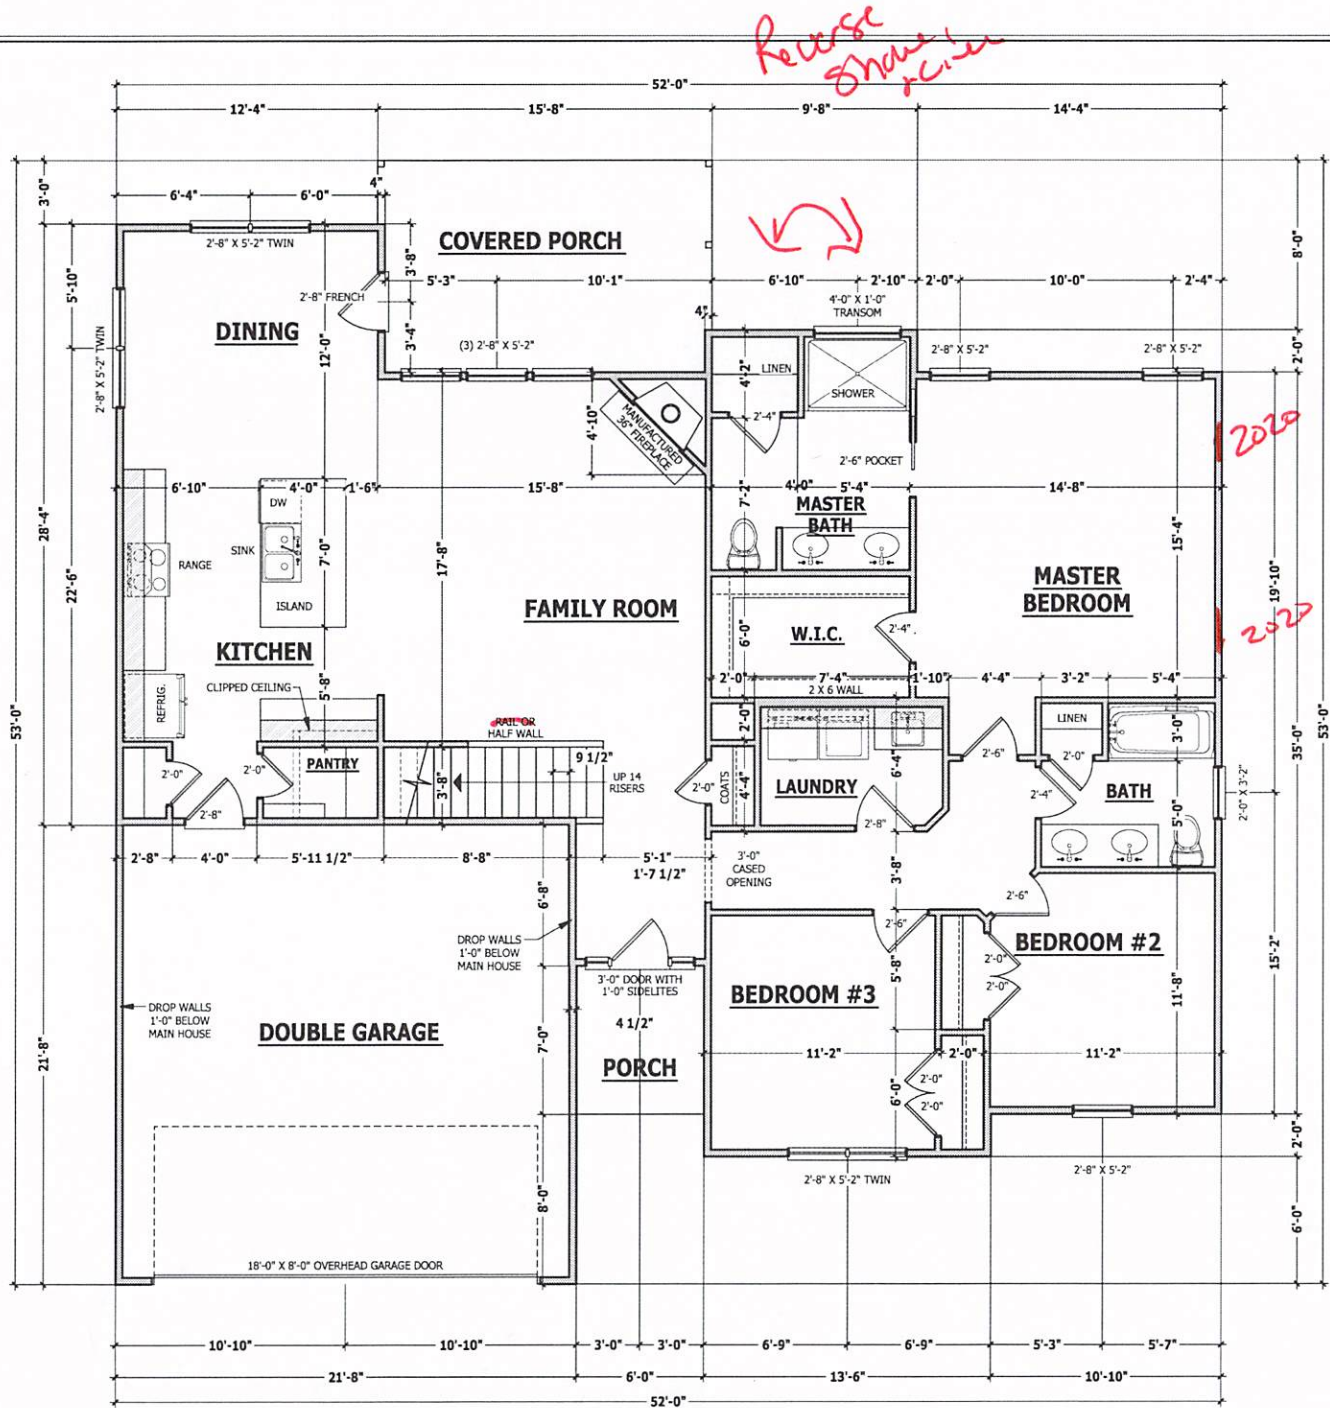 Reverse
Shower
& Linen
52'-0"
12'-4" 15'-8" 9'-8" 14'-4"
3'-0"
6'-4" 6'-0" 4"
8'-0"
2'-8" X 5'-2" TWIN
COVERED PORCH
3'-8"
5'-10"
5'-3" 10'-1" 6'-10" 2'-10" 2'-0" 10'-0" 2'-4"
2'-8" FRENCH
4'-0" X 1'-0"
TRANSOM
4"
DINING
12'-0"
3'-4"
(3) 2'-8" X 5'-2"
2'-8" X 5'-2" 2'-8" X 5'-2"
2'-0"
2'-8" X 5'-2" TWIN
4'-2"
LINEN
SHOWER
MANUFACTURED
36" FIREPLACE
4'-10"
2'-4"
2020
2'-6" POCKET
6'-10" 4'-0" 1'-6" 15'-8" 4'-0" 5'-4" 14'-8"
7'-2"
DW
MASTER
BATH
28'-4"
SINK
7'-0"
17'-8"
15'-4"
RANGE
22'-6"
ISLAND
MASTER
BEDROOM
19'-10"
FAMILY ROOM
2020
W.I.C.
6'-0"
2'-4"
KITCHEN
5'-8"
CLIPPED CEILING
REFRIG.
2'-0" 7'-4" 1'-10" 4'-4" 3'-2" 5'-4"
2 X 6 WALL
53'-0"
RAIL OR
HALF WALL
2'-0"
LINEN
3'-0"
35'-0"
53'-0"
9 1/2"
2'-6"
6'-4"
PANTRY
2'-0" 2'-0"
3'-8"
UP 14
RISERS
2'-0"
COATS
4'-4"
LAUNDRY
2'-0"
2'-4"
BATH
5'-0"
2'-0" X 3'-2"
2'-8"
2'-8"
2'-8" 4'-0" 5'-11 1/2" 8'-8" 5'-1"
1'-7 1/2"
3'-0"
CASED
OPENING
3'-8"
6'-8"
2'-6"
2'-6"
DROP WALLS
1'-0" BELOW
MAIN HOUSE
BEDROOM #2
5'-8"
2'-0"
2'-0"
15'-2"
3'-0" DOOR WITH
1'-0" SIDELITES
BEDROOM #3
11'-8"
DROP WALLS
1'-0" BELOW
MAIN HOUSE
DOUBLE GARAGE
4 1/2"
7'-0"
21'-8"
PORCH
11'-2" 2'-0" 11'-2"
2'-0"
2'-0"
6'-0"
2'-0"
2'-8" X 5'-2" TWIN
2'-8" X 5'-2"
8'-0"
6'-0"
18'-0" X 8'-0" OVERHEAD GARAGE DOOR
10'-10" 10'-10" 3'-0" 3'-0" 6'-9" 6'-9" 5'-3" 5'-7"
21'-8" 6'-0" 13'-6" 10'-10"
52'-0"